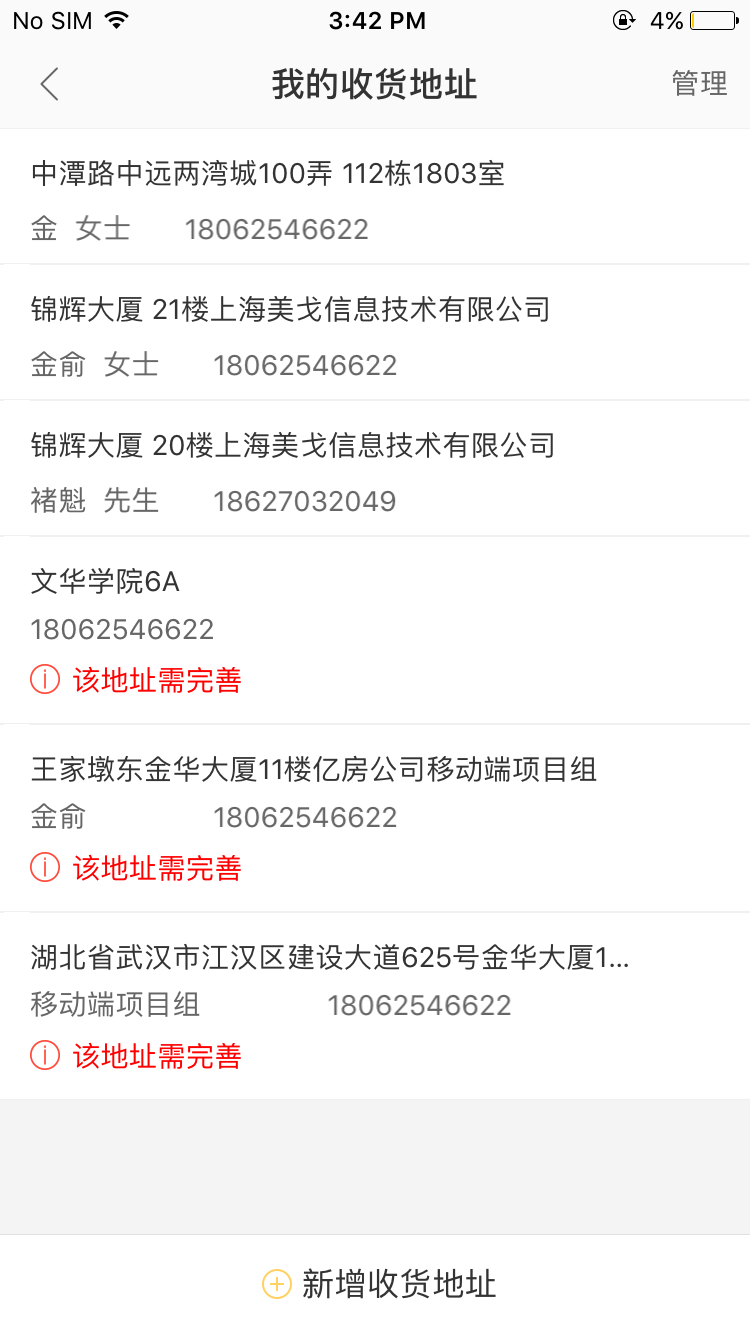 No SIM 3:42 PM 4%
我的收货地址 管理
中潭路中远两湾城100弄 112栋1803室
金 女士 18062546622
锦辉大厦 21楼上海美戈信息技术有限公司
金俞 女士 18062546622
锦辉大厦 20楼上海美戈信息技术有限公司
褚魁 先生 18627032049
文华学院6A
18062546622
该地址需完善
王家墩东金华大厦11楼亿房公司移动端项目组
金俞 18062546622
该地址需完善
湖北省武汉市江汉区建设大道625号金华大厦1...
移动端项目组 18062546622
该地址需完善
新增收货地址